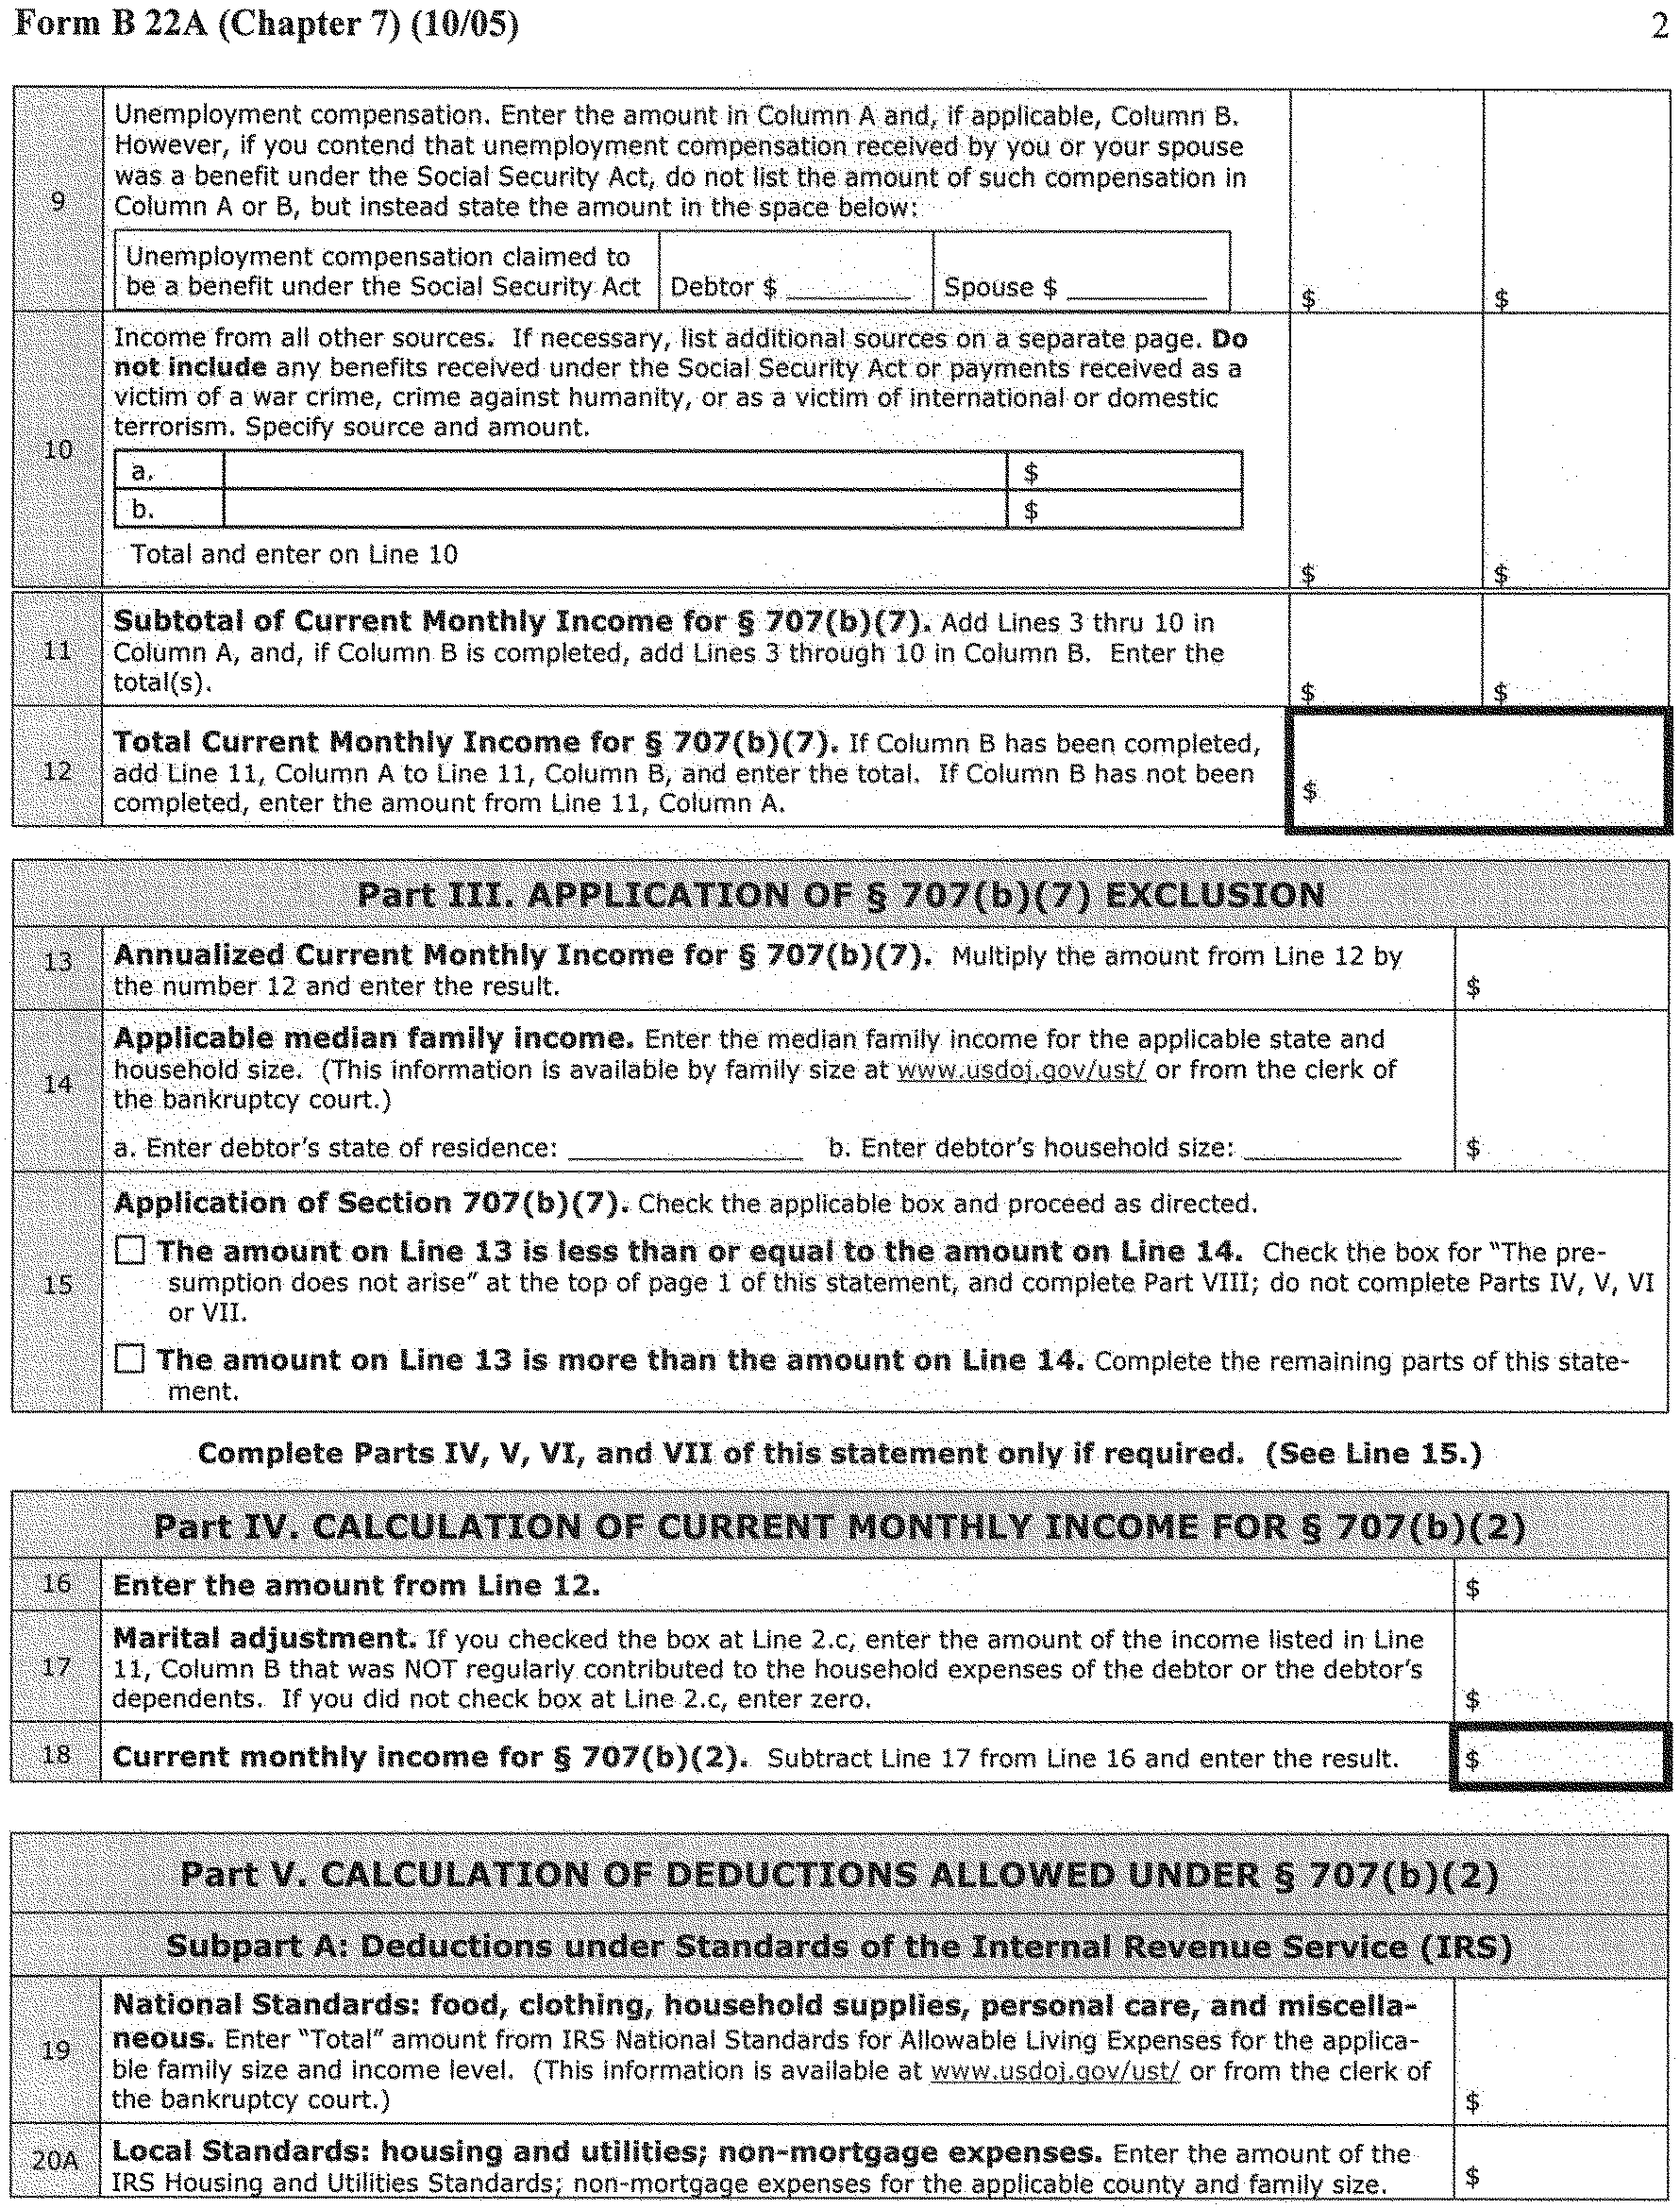 Form B 22A (Chapter 7) (10/05)
2
9
Unemployment compensation. Enter the amount in Column A and, if applicable, Column B.
However, if you contend that unemployment compensation received by you or your spouse
was a benefit under the Social Security Act, do not list the amount of such compensation in
Column A or B, but instead state the amount in the space below:
Unemployment compensation claimed to
be a benefit under the Social Security Act Debtor $ ________ Spouse $ ________
$ $
10
Income from all other sources. If necessary, list additional sources on a separate page. Do
not include any benefits received under the Social Security Act or payments received as a
victim of a war crime, crime against humanity, or as a victim of international or domestic
terrorism. Specify source and amount.
a. $
b. $
Total and enter on Line 10
$ $
11
Subtotal of Current Monthly Income for § 707(b)(7). Add Lines 3 thru 10 in
Column A, and, if Column B is completed, add Lines 3 through 10 in Column B. Enter the
total(s).
$ $
12
Total Current Monthly Income for § 707(b)(7). If Column B has been completed,
add Line 11, Column A to Line 11, Column B, and enter the total. If Column B has not been
completed, enter the amount from Line 11, Column A.
$
Part III. APPLICATION OF § 707(b)(7) EXCLUSION
13
Annualized Current Monthly Income for § 707(b)(7). Multiply the amount from Line 12 by
the number 12 and enter the result.
$
14
Applicable median family income. Enter the median family income for the applicable state and
household size. (This information is available by family size at www.usdoj.gov/ust/ or from the clerk of
the bankruptcy court.)
a. Enter debtor's state of residence: ________ b. Enter debtor's household size: ________
$
15
Application of Section 707(b)(7). Check the applicable box and proceed as directed.
☐ The amount on Line 13 is less than or equal to the amount on Line 14. Check the box for "The pre-
sumption does not arise" at the top of page 1 of this statement, and complete Part VIII; do not complete Parts IV, V, VI
or VII.
☐ The amount on Line 13 is more than the amount on Line 14. Complete the remaining parts of this state-
ment.
Complete Parts IV, V, VI, and VII of this statement only if required. (See Line 15.)
Part IV. CALCULATION OF CURRENT MONTHLY INCOME FOR § 707(b)(2)
16
Enter the amount from Line 12.
$
17
Marital adjustment. If you checked the box at Line 2.c, enter the amount of the income listed in Line
11, Column B that was NOT regularly contributed to the household expenses of the debtor or the debtor's
dependents. If you did not check box at Line 2.c, enter zero.
$
18
Current monthly income for § 707(b)(2). Subtract Line 17 from Line 16 and enter the result.
$
Part V. CALCULATION OF DEDUCTIONS ALLOWED UNDER § 707(b)(2)
Subpart A: Deductions under Standards of the Internal Revenue Service (IRS)
19
National Standards: food, clothing, household supplies, personal care, and miscella-
neous. Enter "Total" amount from IRS National Standards for Allowable Living Expenses for the applica-
ble family size and income level. (This information is available at www.usdoj.gov/ust/ or from the clerk of
the bankruptcy court.)
$
20A
Local Standards: housing and utilities; non-mortgage expenses. Enter the amount of the
IRS Housing and Utilities Standards; non-mortgage expenses for the applicable county and family size.
$